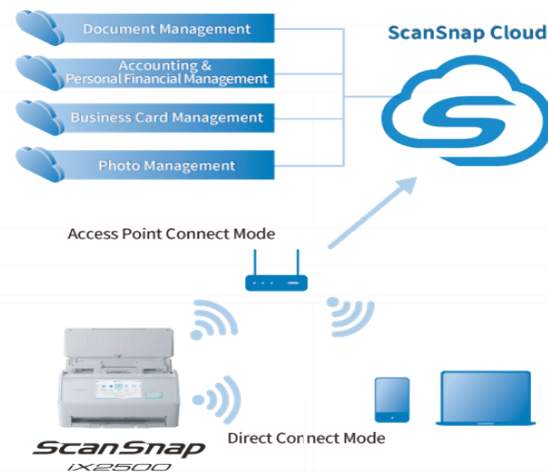 Document Management
ScanSnap Cloud
Accounting &
Personal Financial Management
Business Card Management
Photo Management
Access Point Connect Mode
Direct Connect Mode
ScanSnap
iX2500